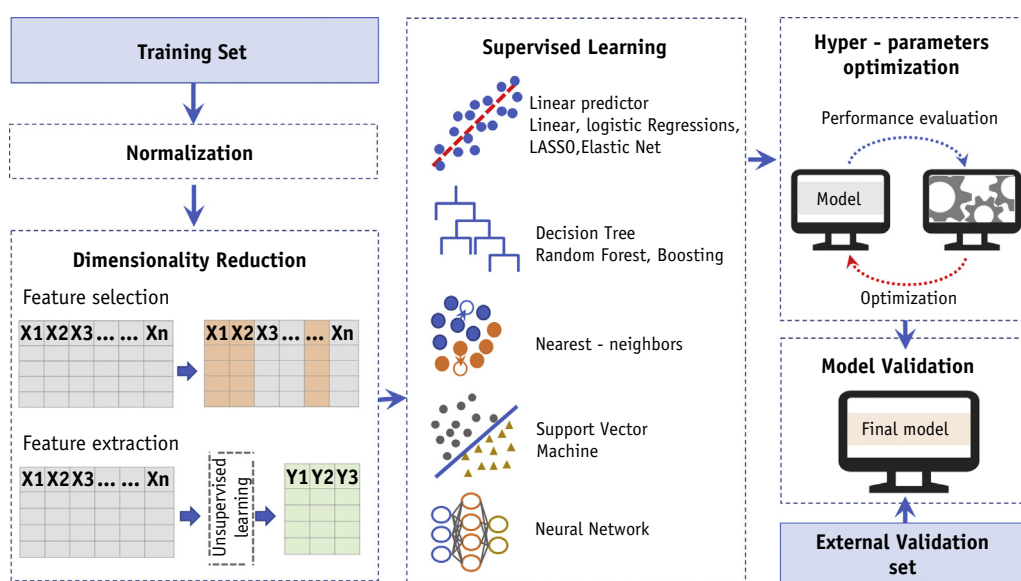 Training Set
Normalization
Dimensionality Reduction
Feature selection
X1 X2 X3 ... ... Xn
X1 X2 X3 ... ... Xn
Feature extraction
X1 X2 X3 ... ... Xn
Unsupervised
learning
Y1 Y2 Y3
Supervised Learning
Linear predictor
Linear, logistic Regressions,
LASSO,Elastic Net
Decision Tree
Random Forest, Boosting
Nearest - neighbors
Support Vector
Machine
Neural Network
Hyper - parameters
optimization
Performance evaluation
Model
Optimization
Model Validation
Final model
External Validation
set